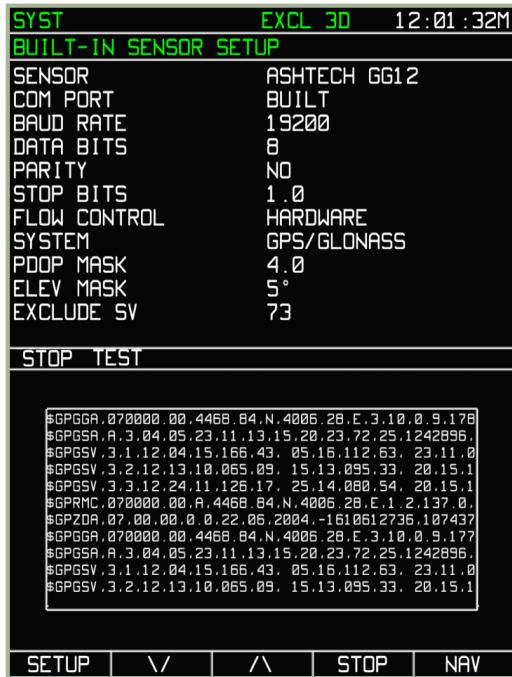 SYST EXCL 3D 12:01:32M
BUILT-IN SENSOR SETUP
SENSOR ASHTECH GG12
COM PORT BUILT
BAUD RATE 19200
DATA BITS 8
PARITY NO
STOP BITS 1.0
FLOW CONTROL HARDWARE
SYSTEM GPS/GLONASS
PDOP MASK 4.0
ELEV MASK 5°
EXCLUDE SV 73
STOP TEST
$GPGGA,070000.00,4468.84,N,4006.28,E,3,10,0.9,178
$GPGSA,A,3,04,05,23,11,13,15,20,23,72,25,1242896,
$GPGSV,3,1,12,04,15,166,43, 05,16,112,63, 23,11,0
$GPGSV,3,2,12,13,10,065,09, 15,13,095,33, 20,15,1
$GPGSV,3,3,12,24,11,126,17, 25,14,080,54, 20,15,1
$GPRMC,070000.00,A,4468.84,N,4006.28,E,1.2,137.0,
$GPZDA,07,00,00,0.0,22,06,2004,-1610612736,107437
$GPGGA,070000.00,4468.84,N,4006.28,E,3,10,0.9,177
$GPGSA,A,3,04,05,23,11,13,15,20,23,72,25,1242896,
$GPGSV,3,1,12,04,15,166,43, 05,16,112,63, 23,11,0
$GPGSV,3,2,12,13,10,065,09, 15,13,095,33, 20,15,1
SETUP \/ /\ STOP NAV